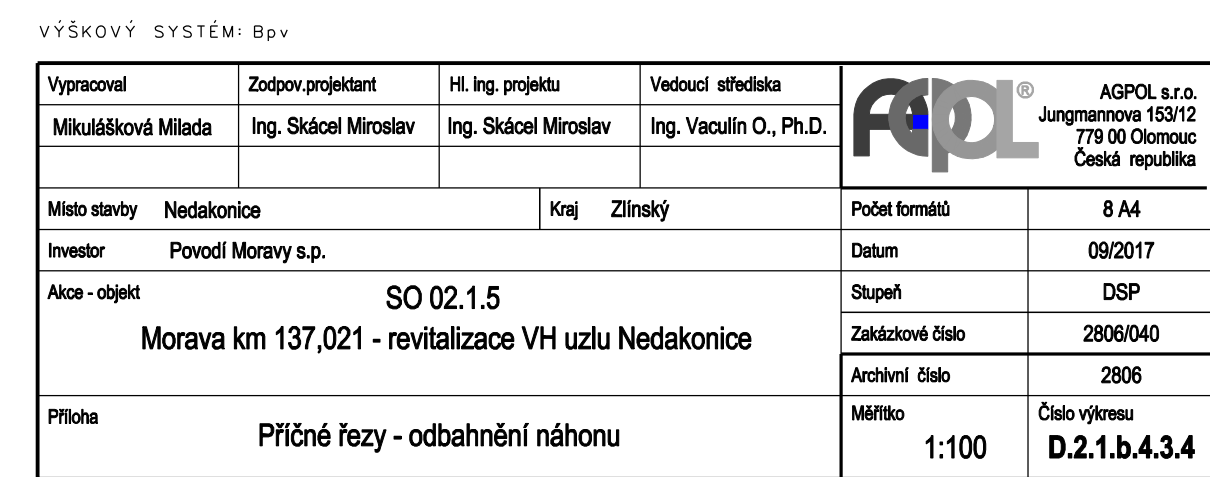 VÝŠKOVÝ SYSTÉM: Bpv
Vypracoval Zodpov.projektant Hl. ing. projektu Vedoucí střediska
Mikulášková Milada Ing. Skácel Miroslav Ing. Skácel Miroslav Ing. Vaculín O., Ph.D.
AGPOL ®
AGPOL s.r.o.
Jungmannova 153/12
779 00 Olomouc
Česká republika
Místo stavby Nedakonice Kraj Zlínský
Počet formátů 8 A4
Investor Povodí Moravy s.p.
Datum 09/2017
Akce - objekt SO 02.1.5
Morava km 137,021 - revitalizace VH uzlu Nedakonice
Stupeň DSP
Zakázkové číslo 2806/040
Archivní číslo 2806
Příloha Příčné řezy - odbahnění náhonu
Měřítko 1:100
Číslo výkresu D.2.1.b.4.3.4